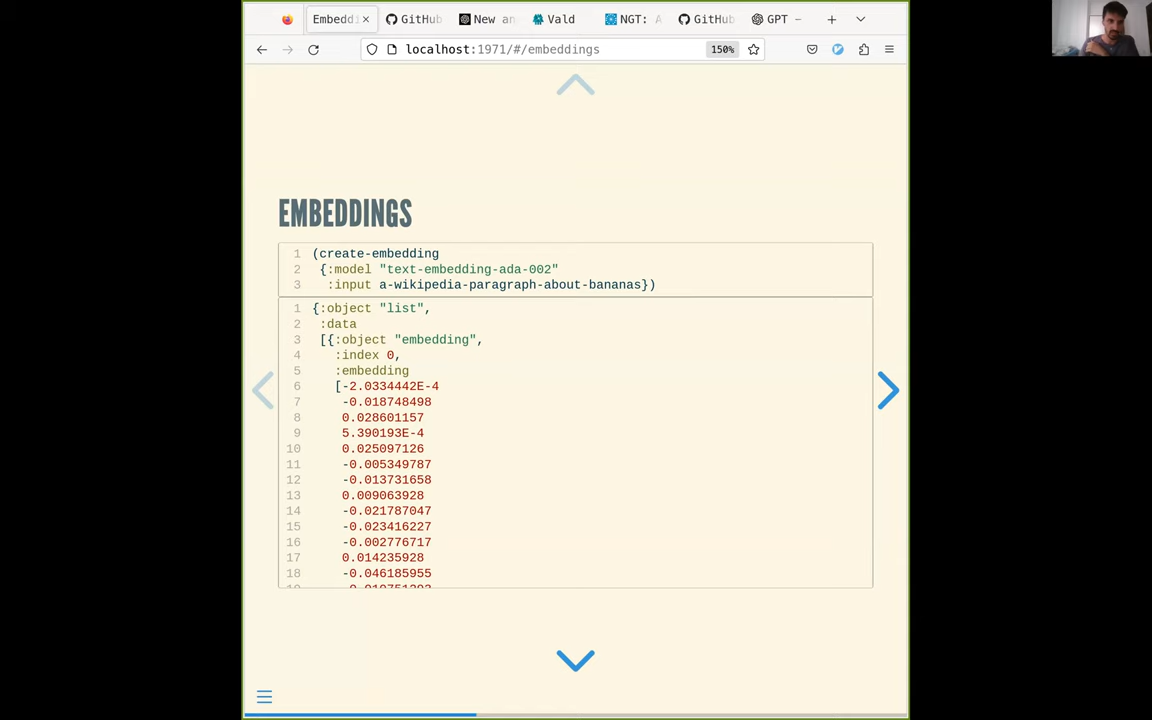 Embeddi
GitHub
New an
Vald
NGT: A
GitHub
GPT –
localhost:1971/#/embeddings
150%
EMBEDDINGS
1 (create-embedding
2 {:model "text-embedding-ada-002"
3 :input a-wikipedia-paragraph-about-bananas})
1 {:object "list",
2 :data
3 [{:object "embedding",
4 :index 0,
5 :embedding
6 [-2.0334442E-4
7 -0.018748498
8 0.028601157
9 5.390193E-4
10 0.025097126
11 -0.005349787
12 -0.013731658
13 0.009063928
14 -0.021787047
15 -0.023416227
16 -0.002776717
17 0.014235928
18 -0.046185955